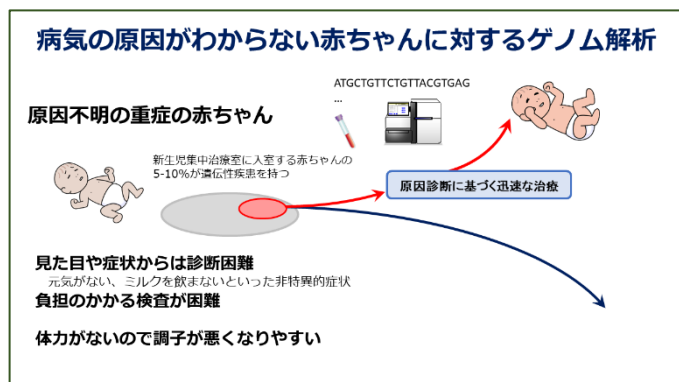 病気の原因がわからない赤ちゃんに対するゲノム解析
ATGCTGTTCTGTTACGTGAG
...
原因不明の重症の赤ちゃん
新生児集中治療室に入室する赤ちゃんの
5-10%が遺伝性疾患を持つ
原因診断に基づく迅速な治療
見た目や症状からは診断困難
元気がない、ミルクを飲まないといった非特異的症状
負担のかかる検査が困難
体力がないので調子が悪くなりやすい